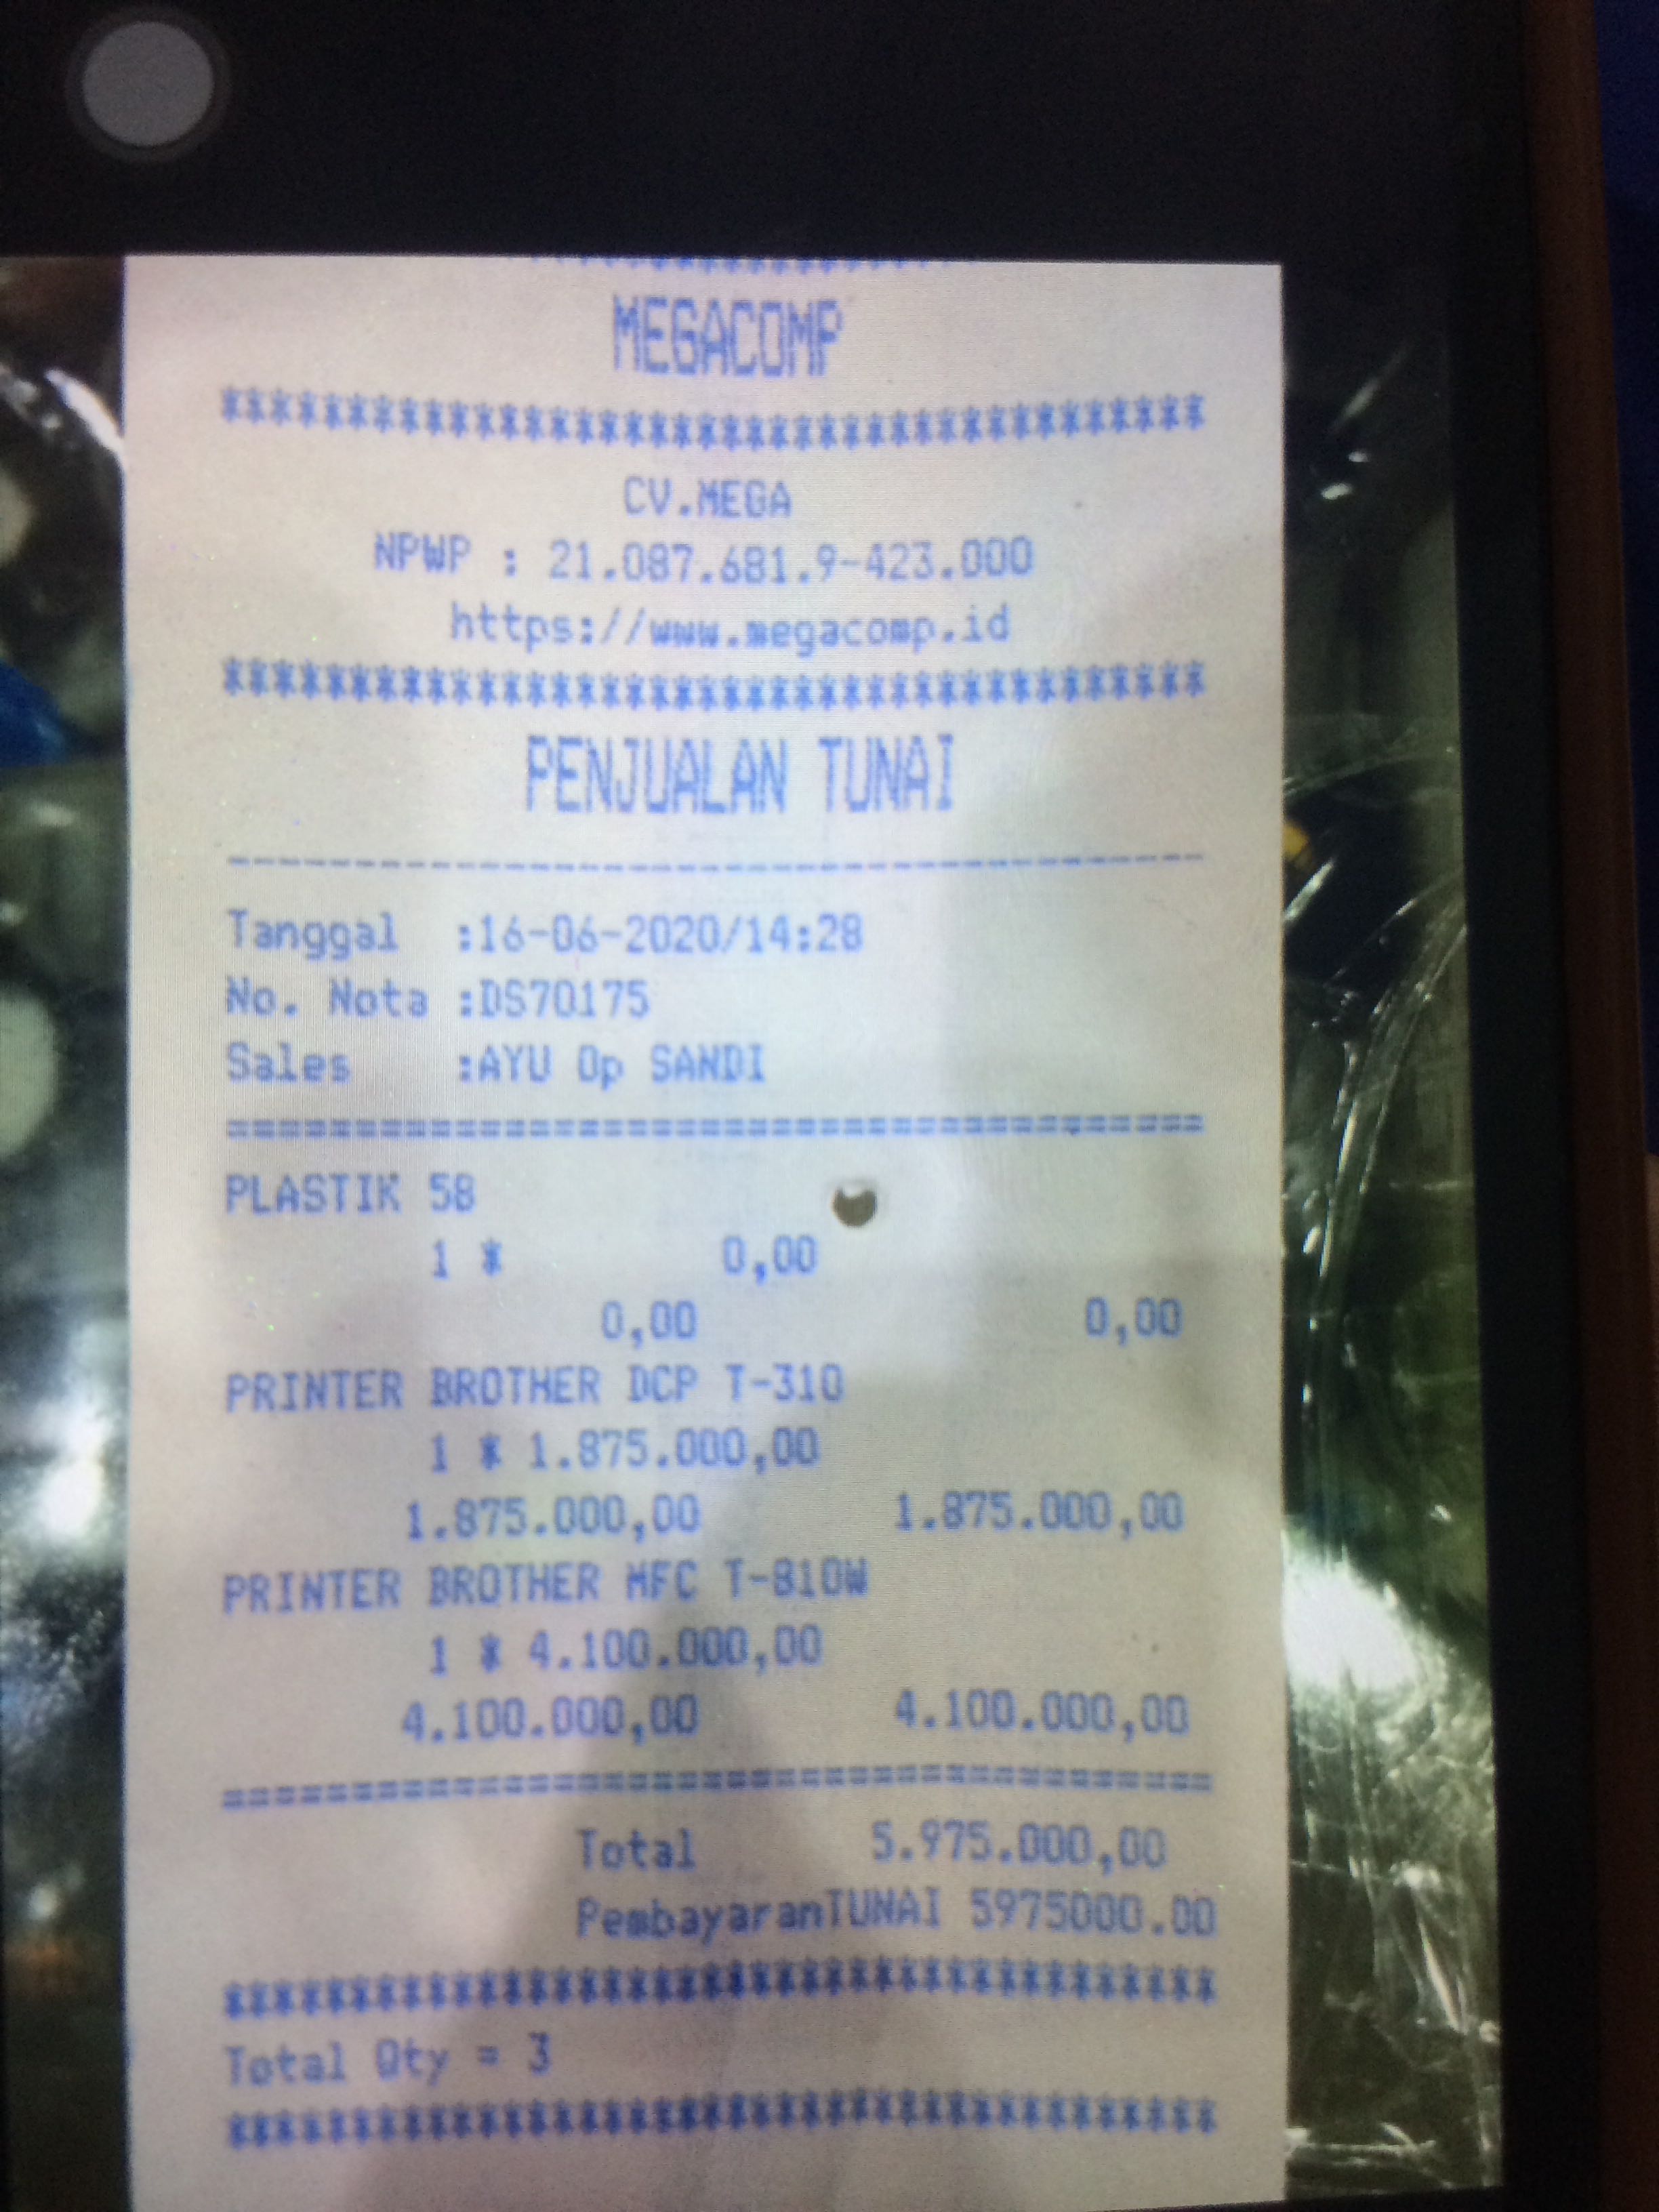 MEGACOMP
****************************************
CV.MEGA
NPWP : 21.087.681.9-423.000
https://www.megacomp.id
****************************************
PENJUALAN TUNAI
----------------------------------------
Tanggal :16-06-2020/14:28
No. Nota :DS70175
Sales :AYU Op SANDI
========================================
PLASTIK 58
1 * 0,00
0,00 0,00
PRINTER BROTHER DCP T-310
1 * 1.875.000,00
1.875.000,00 1.875.000,00
PRINTER BROTHER MFC T-810W
1 * 4.100.000,00
4.100.000,00 4.100.000,00
========================================
Total 5.975.000,00
PembayaranTUNAI 5975000.00
****************************************
Total Qty = 3
****************************************